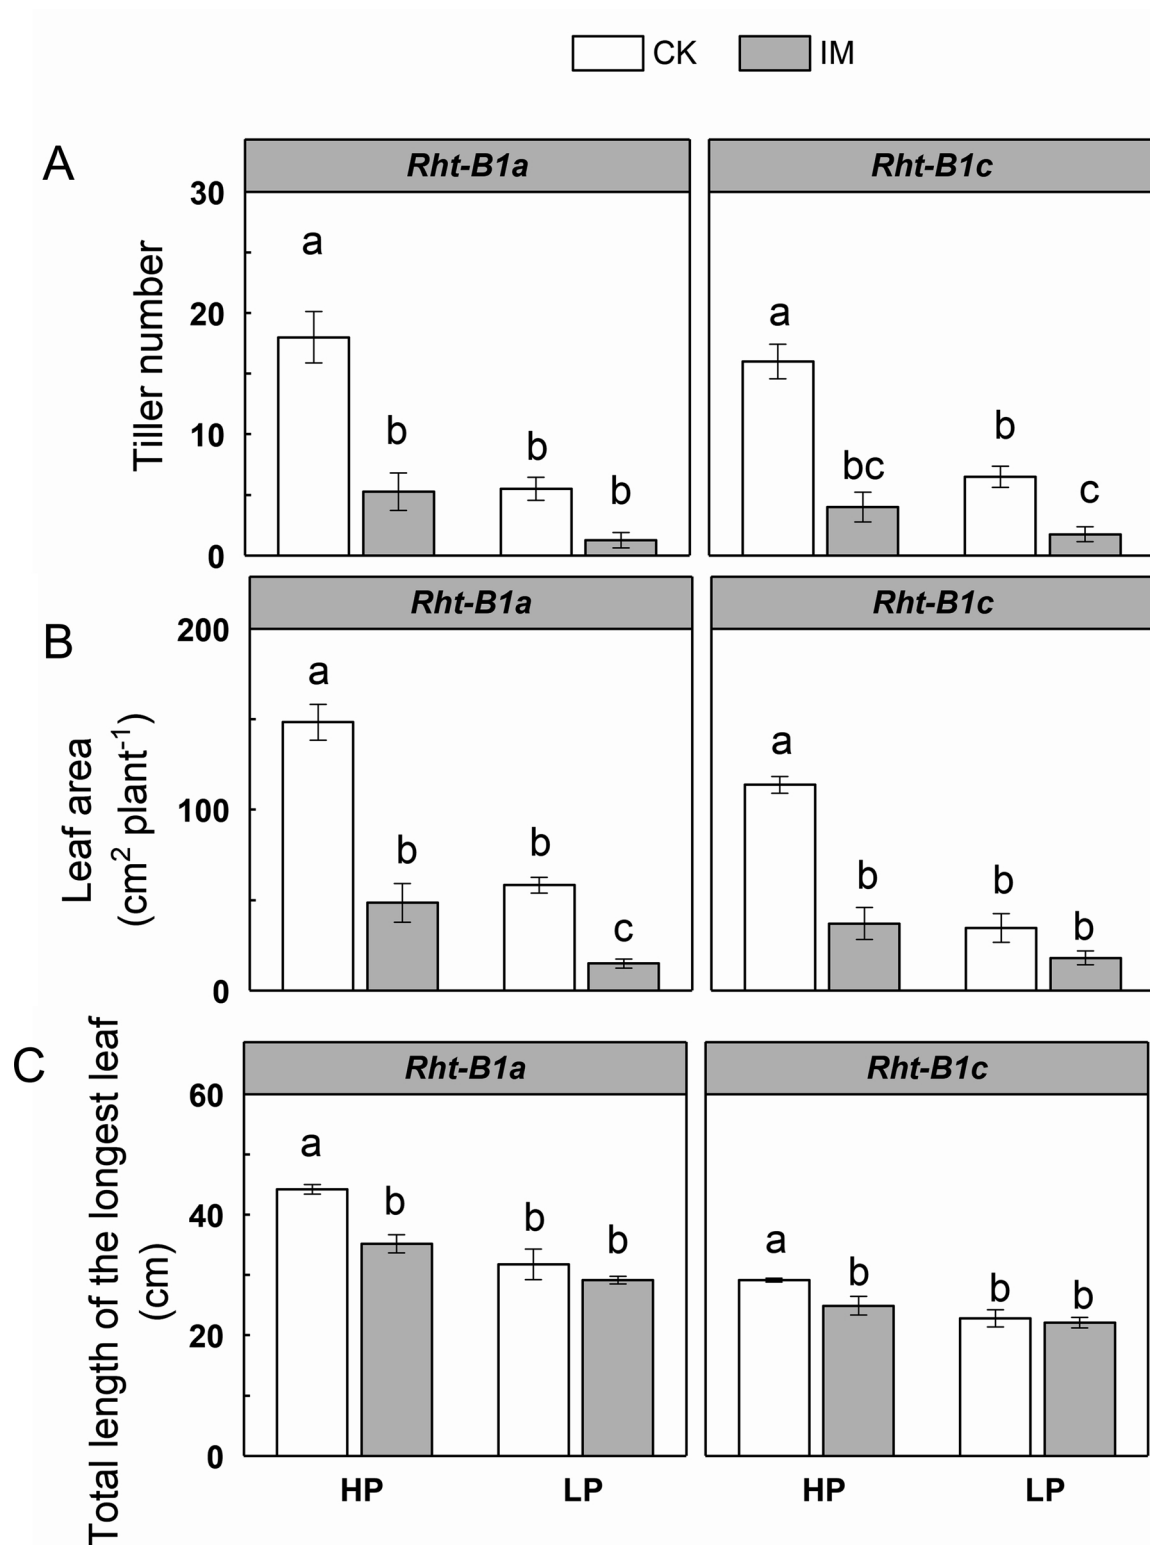 CK IM
A
Rht-B1a Rht-B1c
Tiller number
30
20
10
0
a
b
b
b
a
bc
b
c
B
Rht-B1a Rht-B1c
Leaf area
(cm² plant⁻¹)
200
100
0
a
b
b
c
a
b
b
b
C
Rht-B1a Rht-B1c
Total length of the longest leaf
(cm)
60
40
20
0
a
b
b
b
a
b
b
b
HP LP HP LP